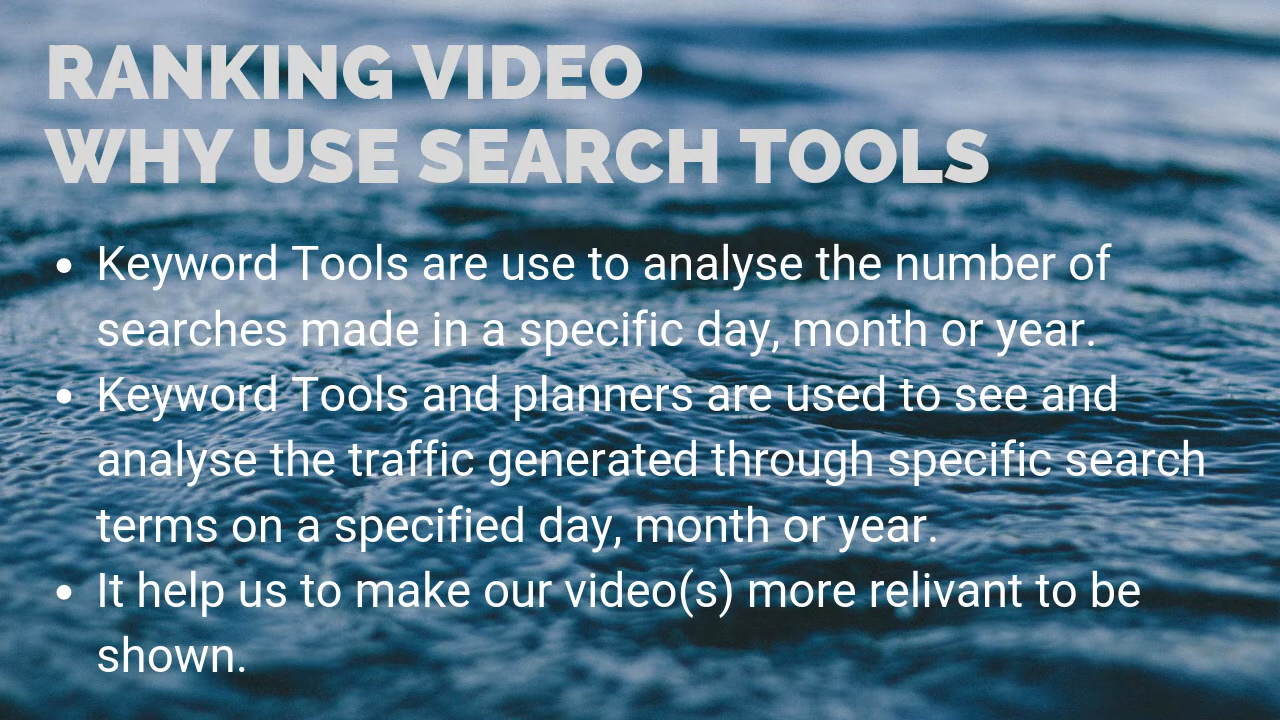 RANKING VIDEO
WHY USE SEARCH TOOLS
• Keyword Tools are use to analyse the number of
searches made in a specific day, month or year.
• Keyword Tools and planners are used to see and
analyse the traffic generated through specific search
terms on a specified day, month or year.
• It help us to make our video(s) more relivant to be
shown.